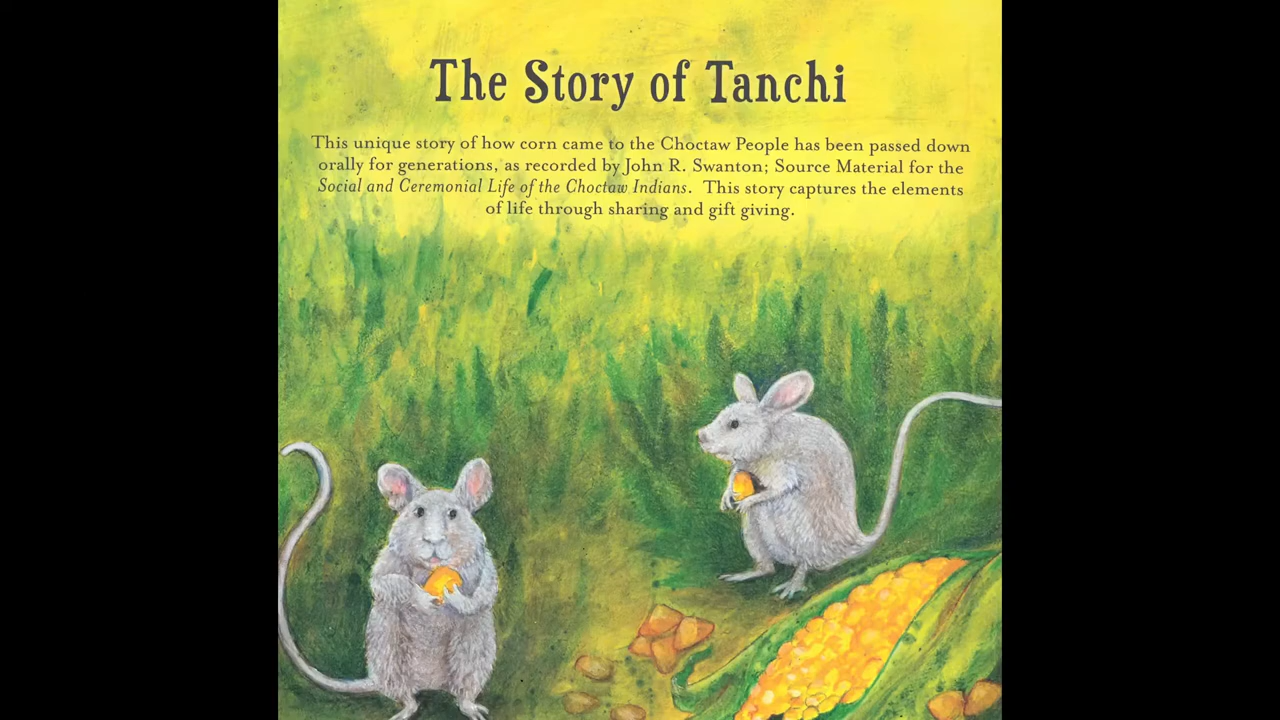 The Story of Tanchi
This unique story of how corn came to the Choctaw People has been passed down
orally for generations, as recorded by John R. Swanton; Source Material for the
Social and Ceremonial Life of the Choctaw Indians. This story captures the elements
of life through sharing and gift giving.